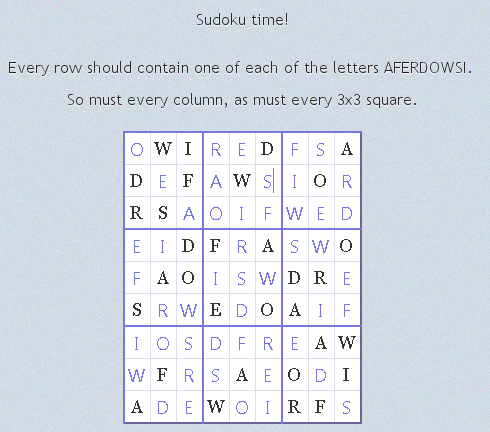 Sudoku time!
Every row should contain one of each of the letters AFERDOWSI.
So must every column, as must every 3x3 square.
O W I R E D F S A
D E F A W S I O R
R S A O I F W E D
E I D F R A S W O
F A O I S W D R E
S R W E D O A I F
I O S D F R E A W
W F R S A E O D I
A D E W O I R F S